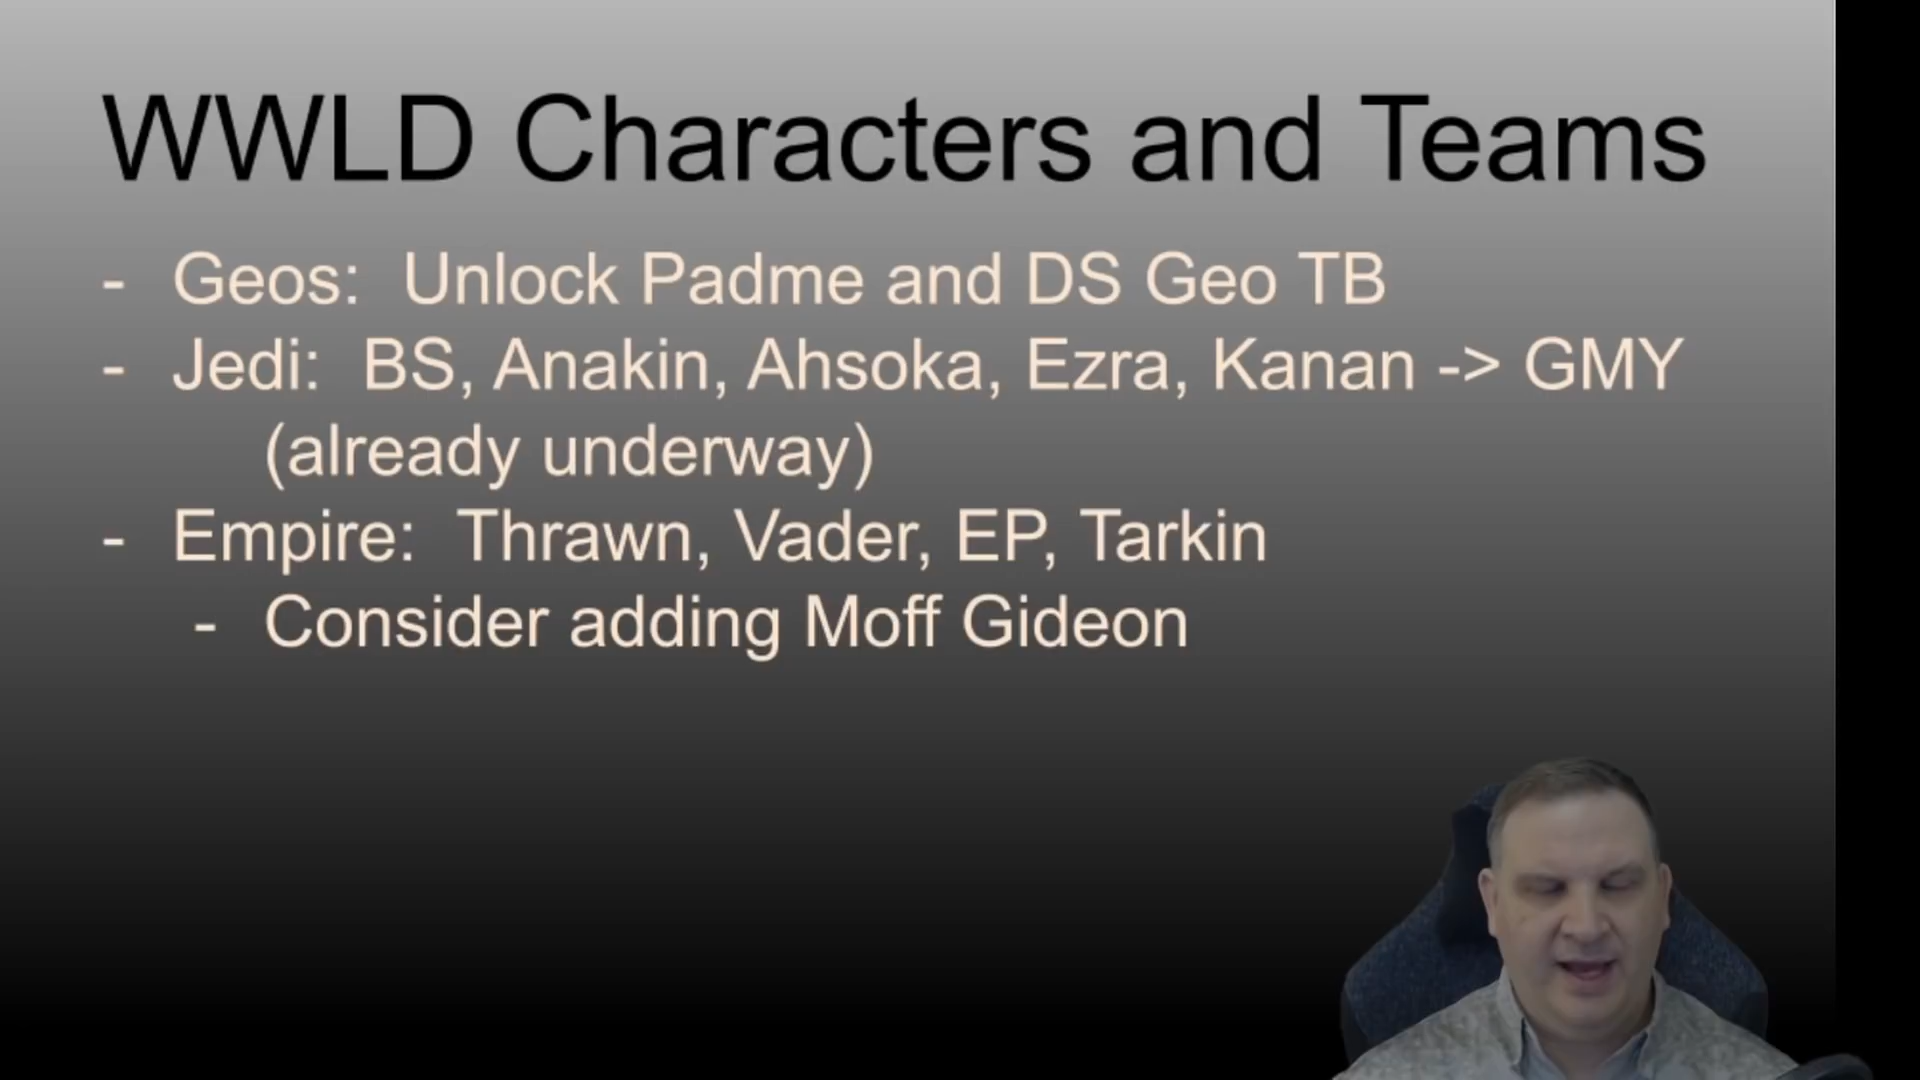 WWLD Characters and Teams
- Geos: Unlock Padme and DS Geo TB
- Jedi: BS, Anakin, Ahsoka, Ezra, Kanan -> GMY
(already underway)
- Empire: Thrawn, Vader, EP, Tarkin
- Consider adding Moff Gideon